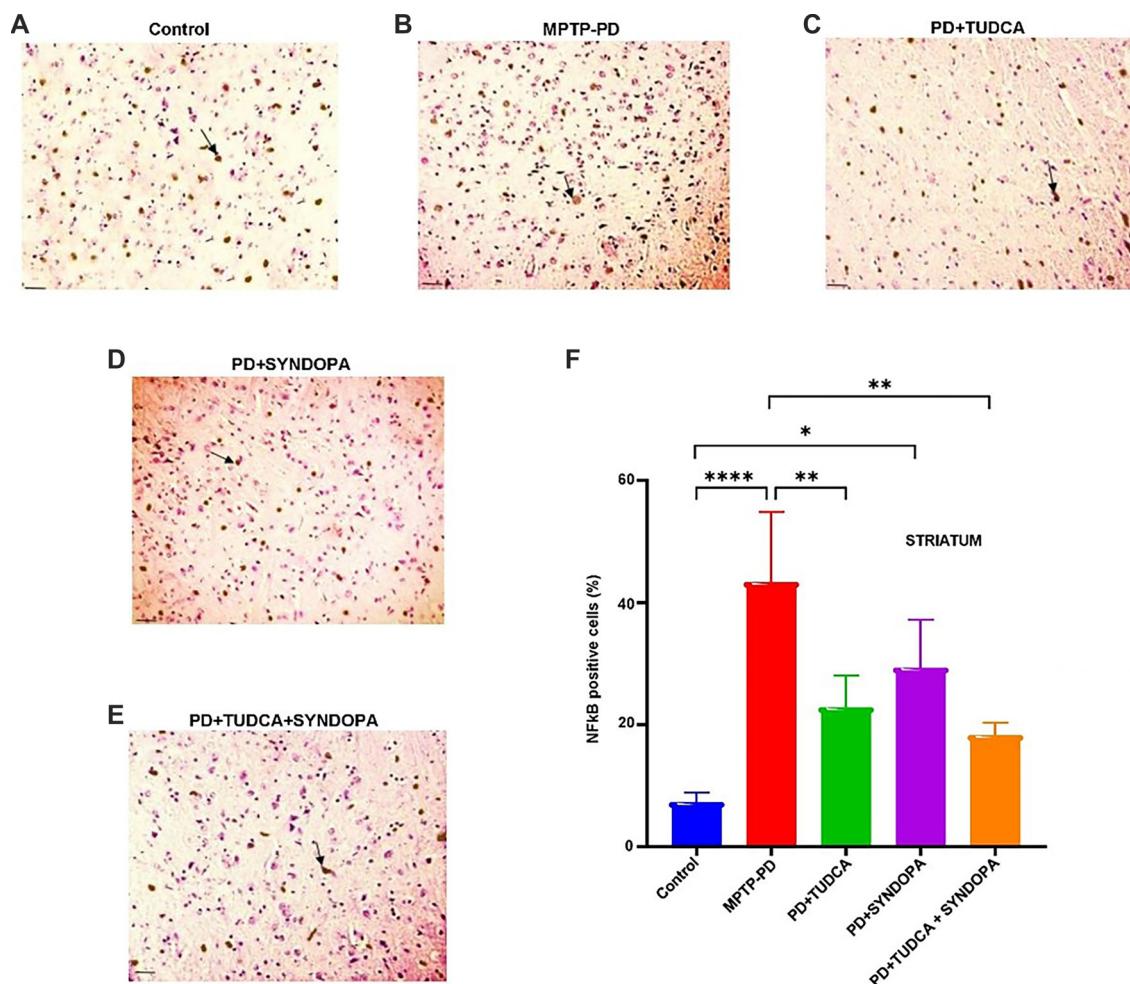 A
Control
B
MPTP-PD
C
PD+TUDCA
D
PD+SYNDOPA
E
PD+TUDCA+SYNDOPA
F
**
*
**** **
STRIATUM
NFkB positive cells (%)
60
40
20
0
Control
MPTP-PD
PD+TUDCA
PD+SYNDOPA
PD+TUDCA + SYNDOPA